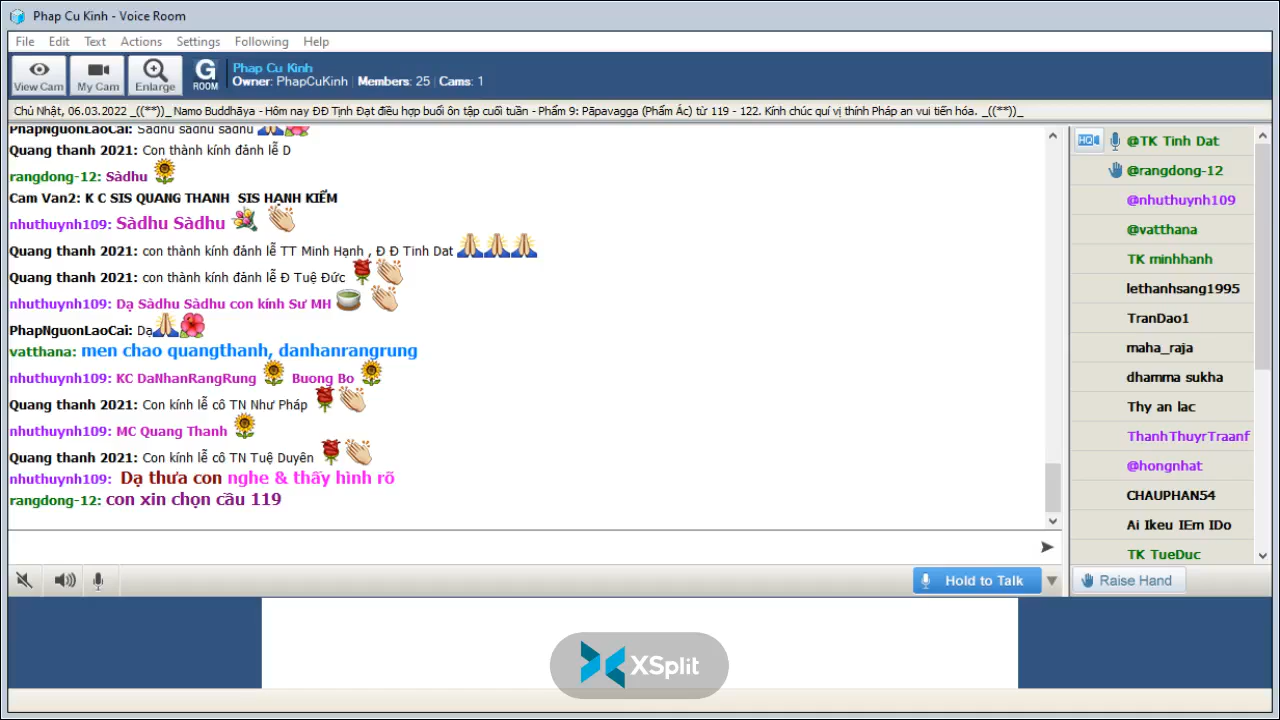 Phap Cu Kinh - Voice Room
File Edit Text Actions Settings Following Help
View Cam My Cam Enlarge G ROOM
Phap Cu Kinh
Owner: PhapCuKinh | Members: 25 | Cams: 1
Chủ Nhật, 06.03.2022 _((**))_ Namo Buddhāya - Hôm nay ĐĐ Tịnh Đạt điều hợp buổi ôn tập cuối tuần - Phẩm 9: Pāpavagga (Phẩm Ác) từ 119 - 122. Kính chúc quí vị thính Pháp an vui tiến hóa. _((**))_
PhapNguonLaoCai: Sadhu sadhu sadhu
Quang thanh 2021: Con thành kính đảnh lễ D
rangdong-12: Sàdhu
Cam Van2: K C SIS QUANG THANH SIS HẠNH KIỂM
nhuthuynh109: Sàdhu Sàdhu
Quang thanh 2021: con thành kính đảnh lễ TT Minh Hạnh , Đ Đ Tinh Dat
Quang thanh 2021: con thành kính đảnh lễ Đ Tuệ Đức
nhuthuynh109: Dạ Sàdhu Sàdhu con kính Sư MH
PhapNguonLaoCai: Dạ
vatthana: men chao quangthanh, danhanrangrung
nhuthuynh109: KC DaNhanRangRung Buong Bo
Quang thanh 2021: Con kính lễ cô TN Như Pháp
nhuthuynh109: MC Quang Thanh
Quang thanh 2021: Con kính lễ cô TN Tuệ Duyên
nhuthuynh109: Dạ thưa con nghe & thấy hình rõ
rangdong-12: con xin chọn cầu 119
HQ
@TK Tinh Dat
@rangdong-12
@nhuthuynh109
@vatthana
TK minhhanh
lethanhsang1995
TranDao1
maha_raja
dhamma sukha
Thy an lac
ThanhThuyrTraanf
@hongnhat
CHAUPHAN54
Ai Ikeu IEm IDo
TK TueDuc
Hold to Talk
Raise Hand
XSplit